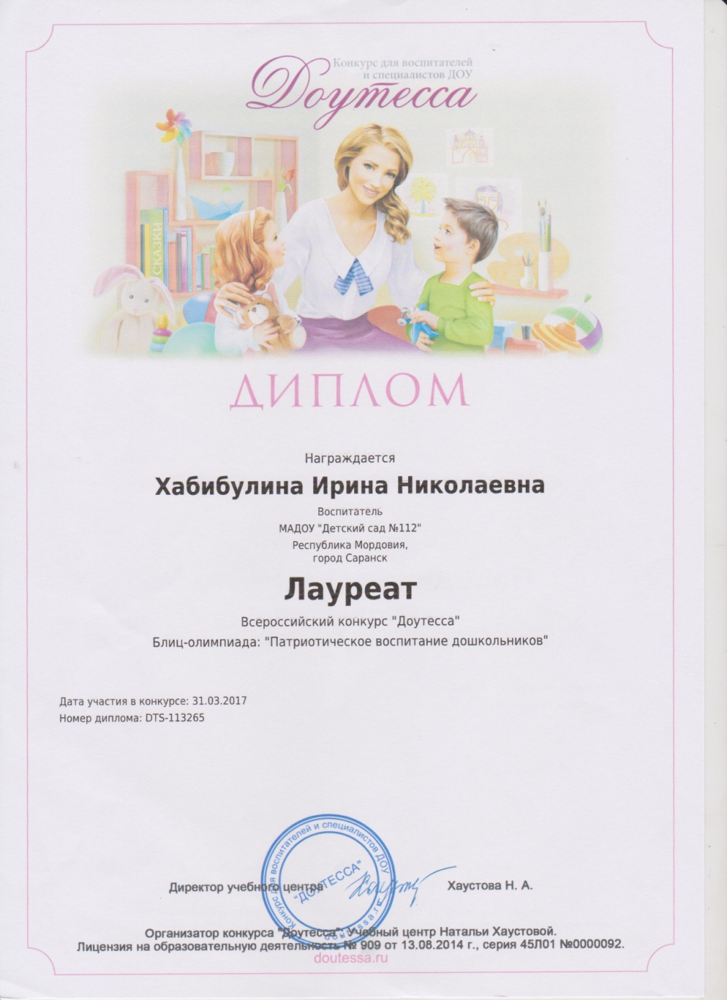 Конкурс для воспитателей
и специалистов ДОУ
Доутесса
СКАЗКИ
ДИПЛОМ
Награждается
Хабибулина Ирина Николаевна
Воспитатель
МАДОУ "Детский сад №112"
Республика Мордовия,
город Саранск
Лауреат
Всероссийский конкурс "Доутесса"
Блиц-олимпиада: "Патриотическое воспитание дошкольников"
Дата участия в конкурсе: 31.03.2017
Номер диплома: DTS-113265
Конкурс для воспитателей и специалистов ДОУ
"ДОУТЕССА"
doutessa.ru
Директор учебного центра
Хаустова Н. А.
Организатор конкурса "Доутесса": Учебный центр Натальи Хаустовой.
Лицензия на образовательную деятельность № 909 от 13.08.2014 г., серия 45Л01 №0000092.
doutessa.ru